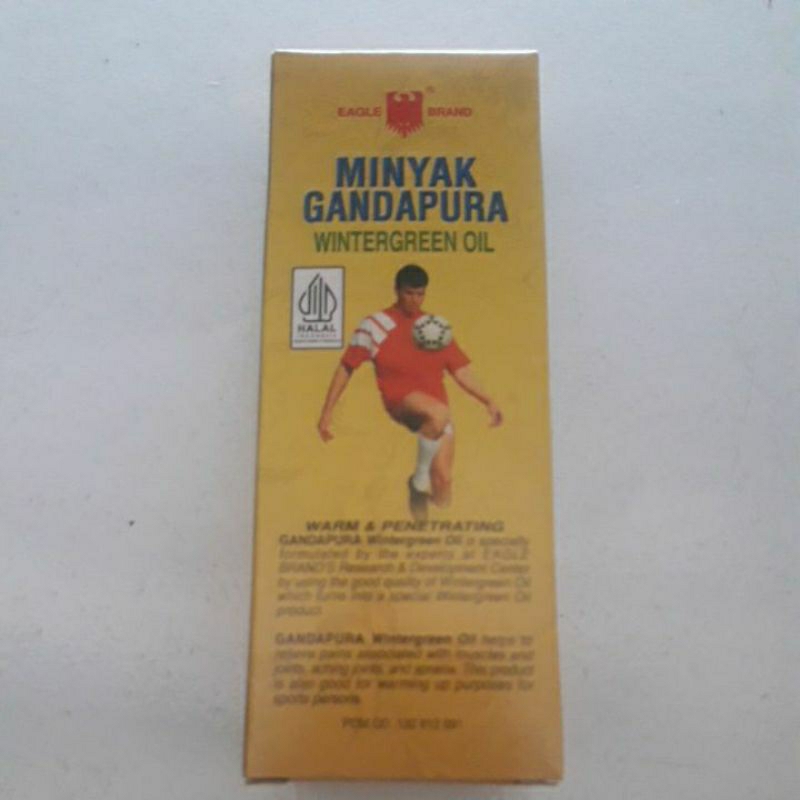 EAGLE BRAND
®
MINYAK
GANDAPURA
WINTERGREEN OIL
HALAL
INDONESIA
WARM & PENETRATING
GANDAPURA Wintergreen Oil is specially
formulated by the experts at EAGLE
BRAND'S Research & Development Center
by using the good quality of Wintergreen Oil
which turns into a special Wintergreen Oil
product.
GANDAPURA Wintergreen Oil helps to
relieve pains associated with muscles and
joints, aching joints, and sprains. This product
is also good for warming up purposes for
sports persons.
POM QD